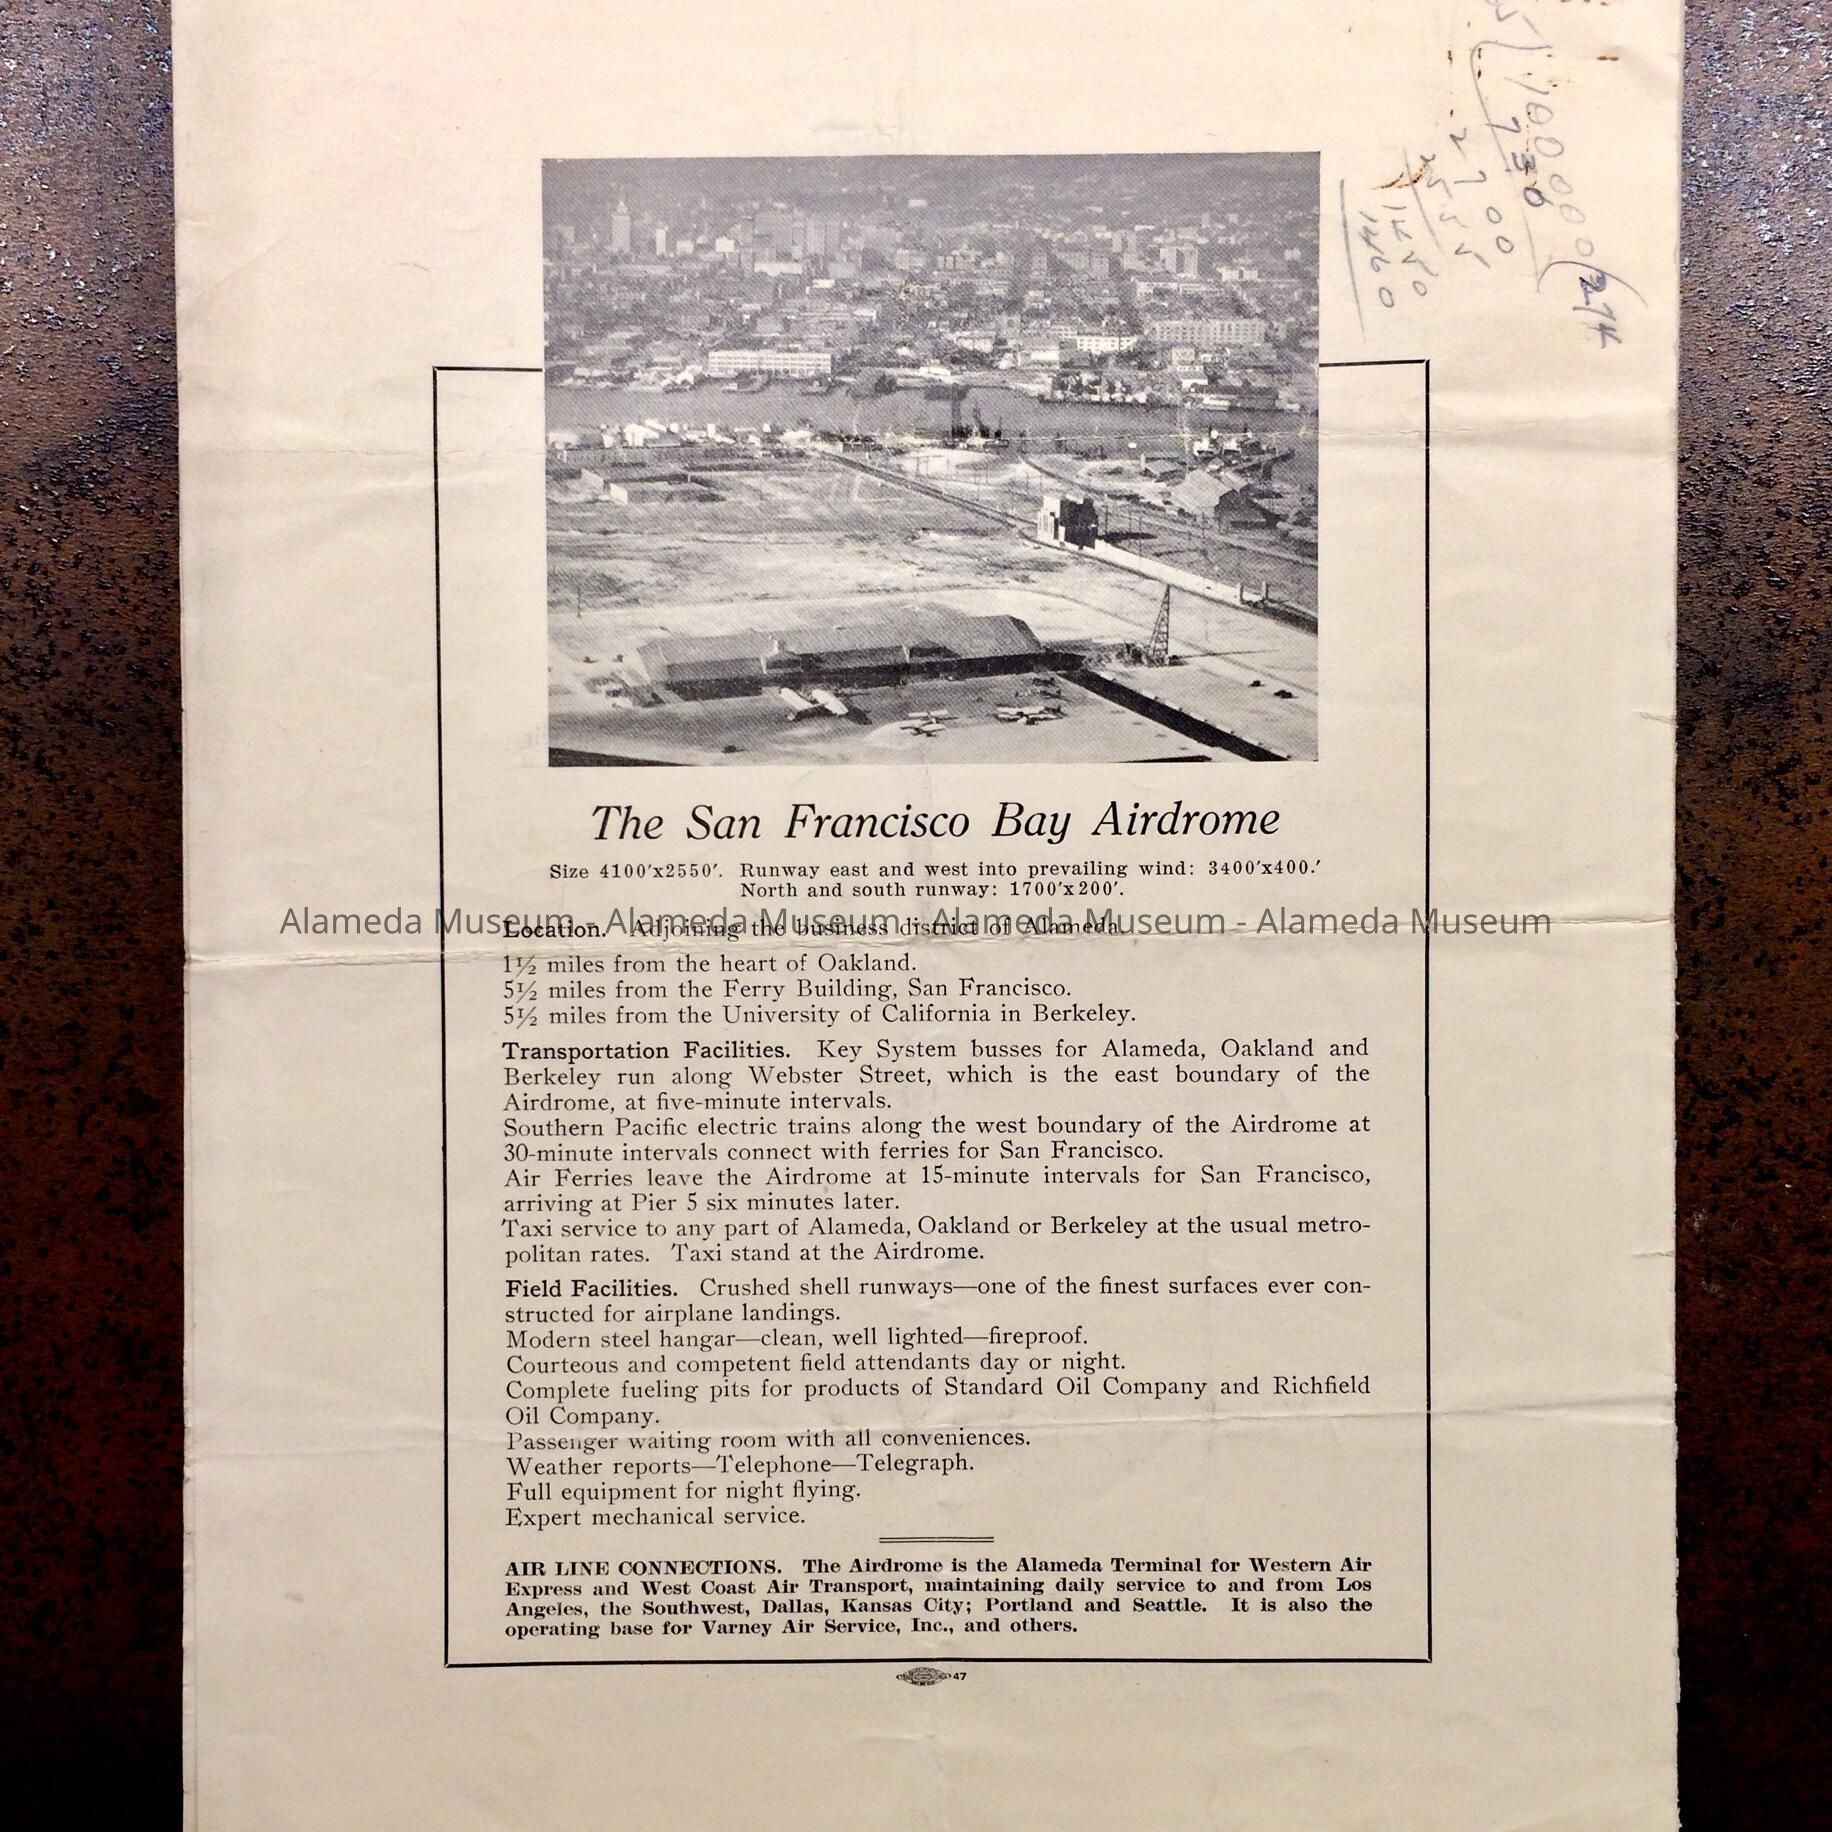 100000(274
730
2700
2555
1450
1460
The San Francisco Bay Airdrome
Size 4100'x2550'. Runway east and west into prevailing wind: 3400'x400.'
North and south runway: 1700'x200'.
Alameda Museum - Alameda Museum - Alameda Museum - Alameda Museum
Location. Adjoining the business district of Alameda.
1½ miles from the heart of Oakland.
5½ miles from the Ferry Building, San Francisco.
5½ miles from the University of California in Berkeley.
Transportation Facilities. Key System busses for Alameda, Oakland and
Berkeley run along Webster Street, which is the east boundary of the
Airdrome, at five-minute intervals.
Southern Pacific electric trains along the west boundary of the Airdrome at
30-minute intervals connect with ferries for San Francisco.
Air Ferries leave the Airdrome at 15-minute intervals for San Francisco,
arriving at Pier 5 six minutes later.
Taxi service to any part of Alameda, Oakland or Berkeley at the usual metro-
politan rates. Taxi stand at the Airdrome.
Field Facilities. Crushed shell runways—one of the finest surfaces ever con-
structed for airplane landings.
Modern steel hangar—clean, well lighted—fireproof.
Courteous and competent field attendants day or night.
Complete fueling pits for products of Standard Oil Company and Richfield
Oil Company.
Passenger waiting room with all conveniences.
Weather reports—Telephone—Telegraph.
Full equipment for night flying.
Expert mechanical service.
AIR LINE CONNECTIONS. The Airdrome is the Alameda Terminal for Western Air
Express and West Coast Air Transport, maintaining daily service to and from Los
Angeles, the Southwest, Dallas, Kansas City; Portland and Seattle. It is also the
operating base for Varney Air Service, Inc., and others.
47